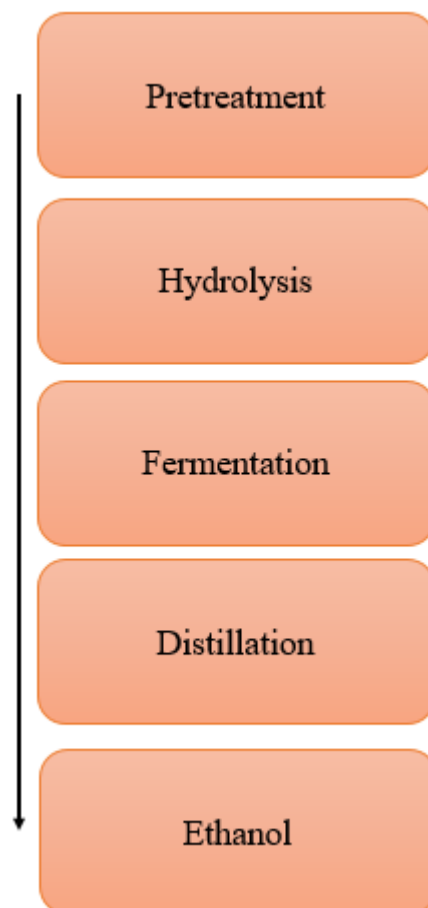 Pretreatment
Hydrolysis
Fermentation
Distillation
Ethanol